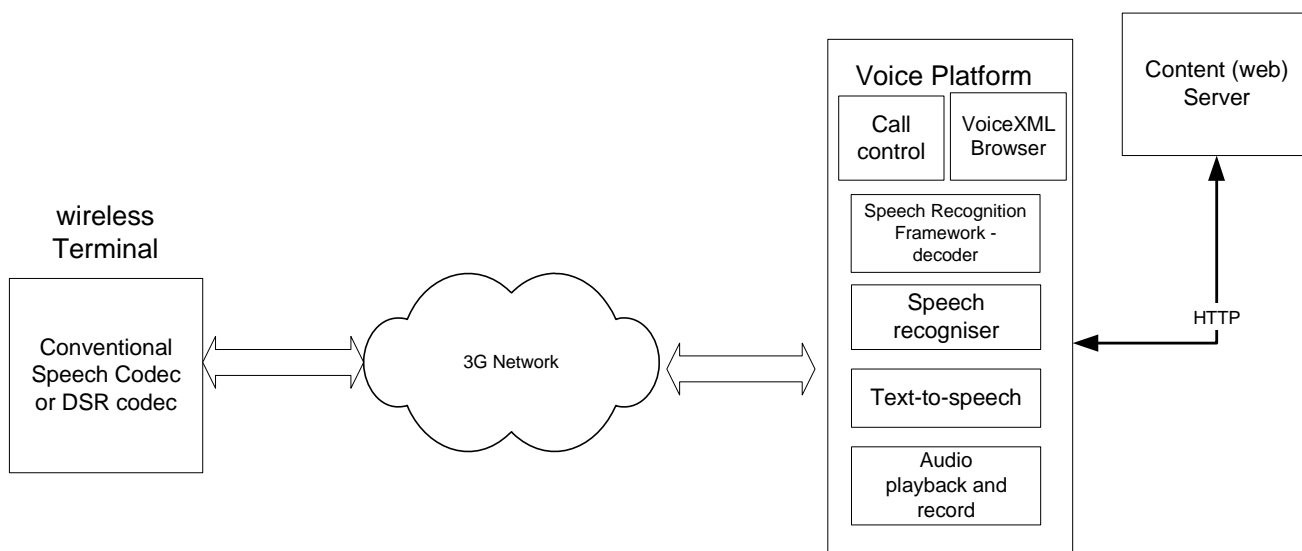 wireless
Terminal
Conventional
Speech Codec
or DSR codec
3G Network
Voice Platform
Call
control
VoiceXML
Browser
Speech Recognition
Framework -
decoder
Speech
recogniser
Text-to-speech
Audio
playback and
record
Content (web)
Server
HTTP